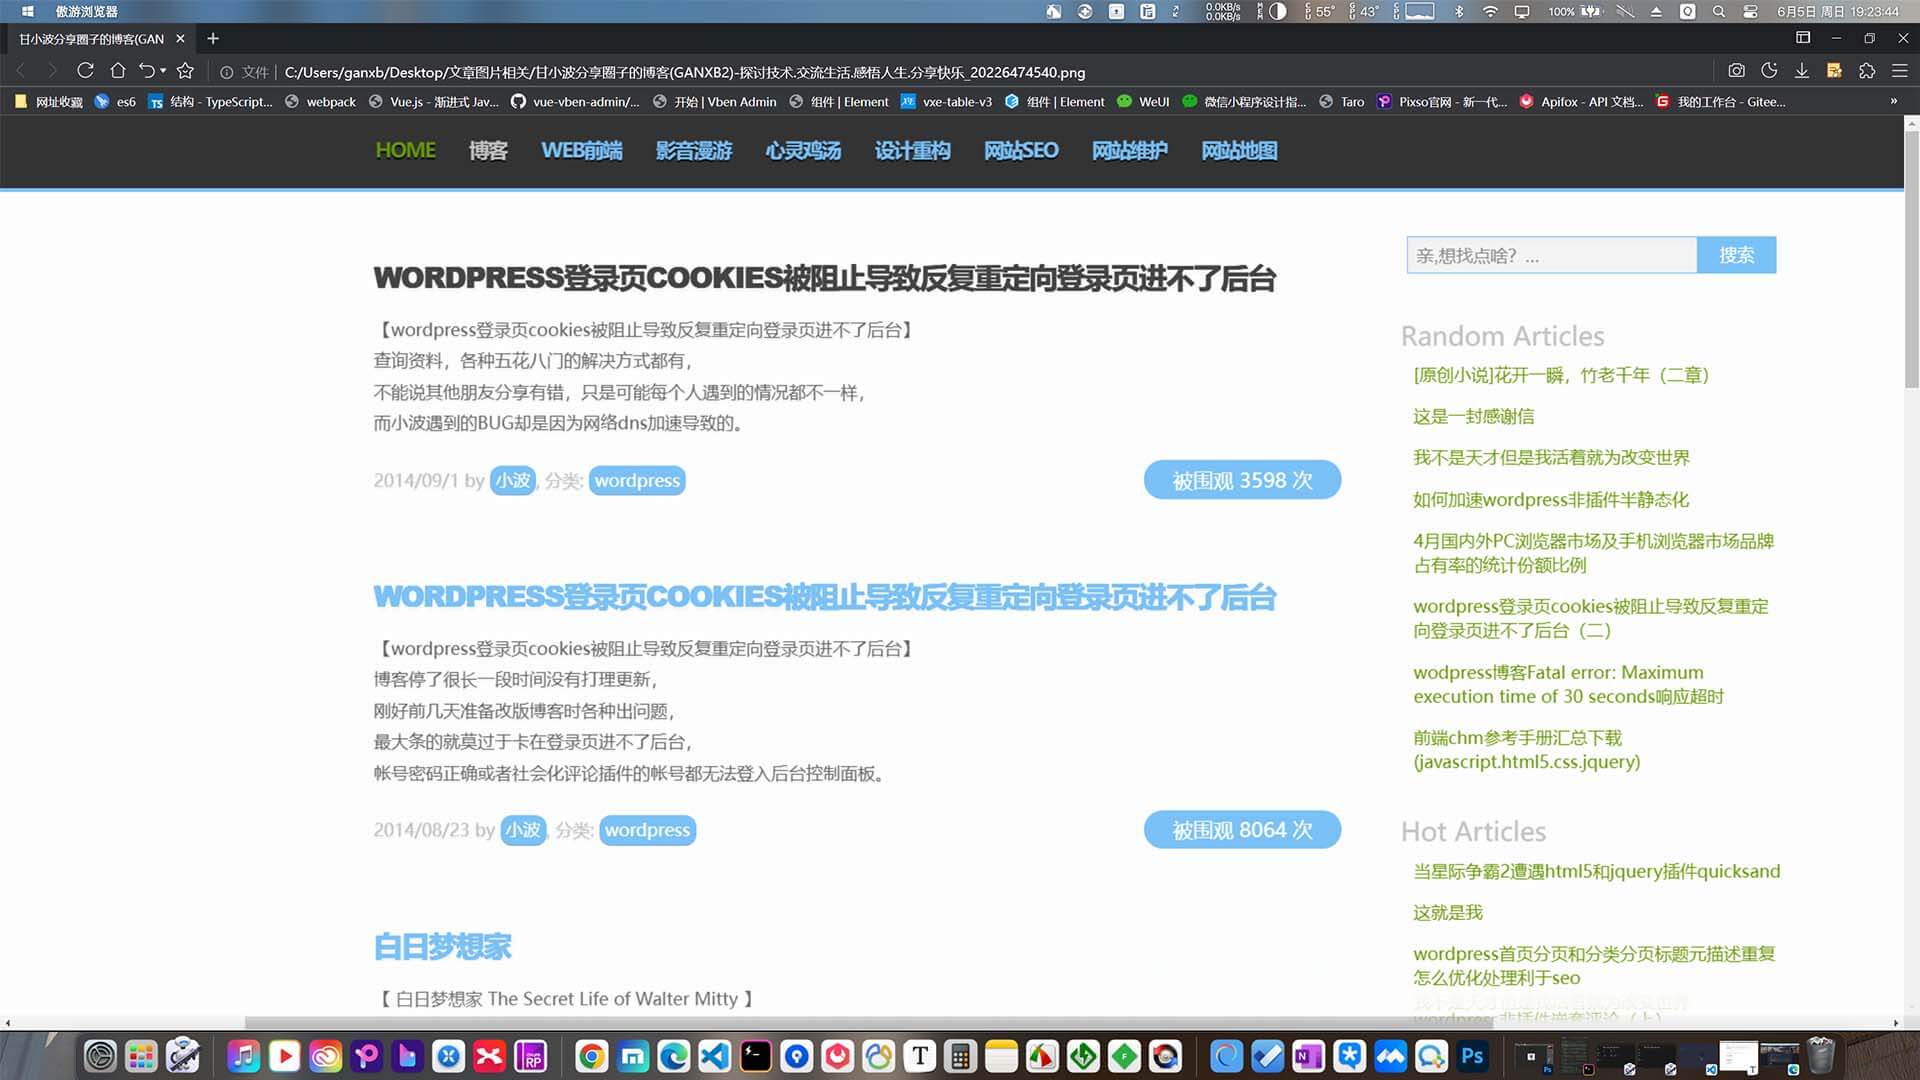 傲游浏览器
0.0KB/s
0.0KB/s
55°
43°
100%
6月5日 周日 19:23:44
甘小波分享圈子的博客(GAN
文件
C:/Users/ganxb/Desktop/文章图片相关/甘小波分享圈子的博客(GANXB2)-探讨技术.交流生活.感悟人生.分享快乐_20226474540.png
网址收藏
es6
结构 - TypeScript...
webpack
Vue.js - 渐进式 Jav...
vue-vben-admin/...
开始 | Vben Admin
组件 | Element
vxe-table-v3
组件 | Element
WeUI
微信小程序设计指...
Taro
Pixso官网 - 新一代...
Apifox - API 文档...
我的工作台 - Gitee...
HOME
博客
WEB前端
影音漫游
心灵鸡汤
设计重构
网站SEO
网站维护
网站地图
WORDPRESS登录页COOKIES被阻止导致反复重定向登录页进不了后台
【wordpress登录页cookies被阻止导致反复重定向登录页进不了后台】
查询资料，各种五花八门的解决方式都有，
不能说其他朋友分享有错，只是可能每个人遇到的情况都不一样，
而小波遇到的BUG却是因为网络dns加速导致的。
2014/09/1 by 小波, 分类: wordpress
被围观 3598 次
WORDPRESS登录页COOKIES被阻止导致反复重定向登录页进不了后台
【wordpress登录页cookies被阻止导致反复重定向登录页进不了后台】
博客停了很长一段时间没有打理更新，
刚好前几天准备改版博客时各种出问题，
最大条的就莫过于卡在登录页进不了后台，
帐号密码正确或者社会化评论插件的帐号都无法登入后台控制面板。
2014/08/23 by 小波, 分类: wordpress
被围观 8064 次
白日梦想家
【 白日梦想家 The Secret Life of Walter Mitty 】
亲,想找点啥？...
搜索
Random Articles
[原创小说]花开一瞬，竹老千年（二章）
这是一封感谢信
我不是天才但是我活着就为改变世界
如何加速wordpress非插件半静态化
4月国内外PC浏览器市场及手机浏览器市场品牌
占有率的统计份额比例
wordpress登录页cookies被阻止导致反复重定
向登录页进不了后台（二）
wodpress博客Fatal error: Maximum
execution time of 30 seconds响应超时
前端chm参考手册汇总下载
(javascript.html5.css.jquery)
Hot Articles
当星际争霸2遭遇html5和jquery插件quicksand
这就是我
wordpress首页分页和分类分页标题元描述重复
怎么优化处理利于seo
我不是天才但是我活着就为改变世界
wordpress非插件嵌套评论（上）
RP
T
Ps